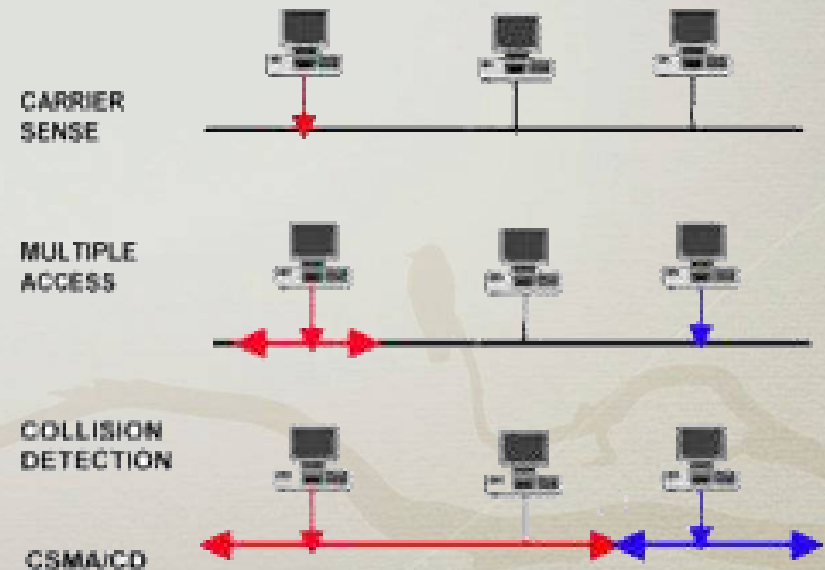 CARRIER
SENSE
MULTIPLE
ACCESS
COLLISION
DETECTION
CSMA/CD